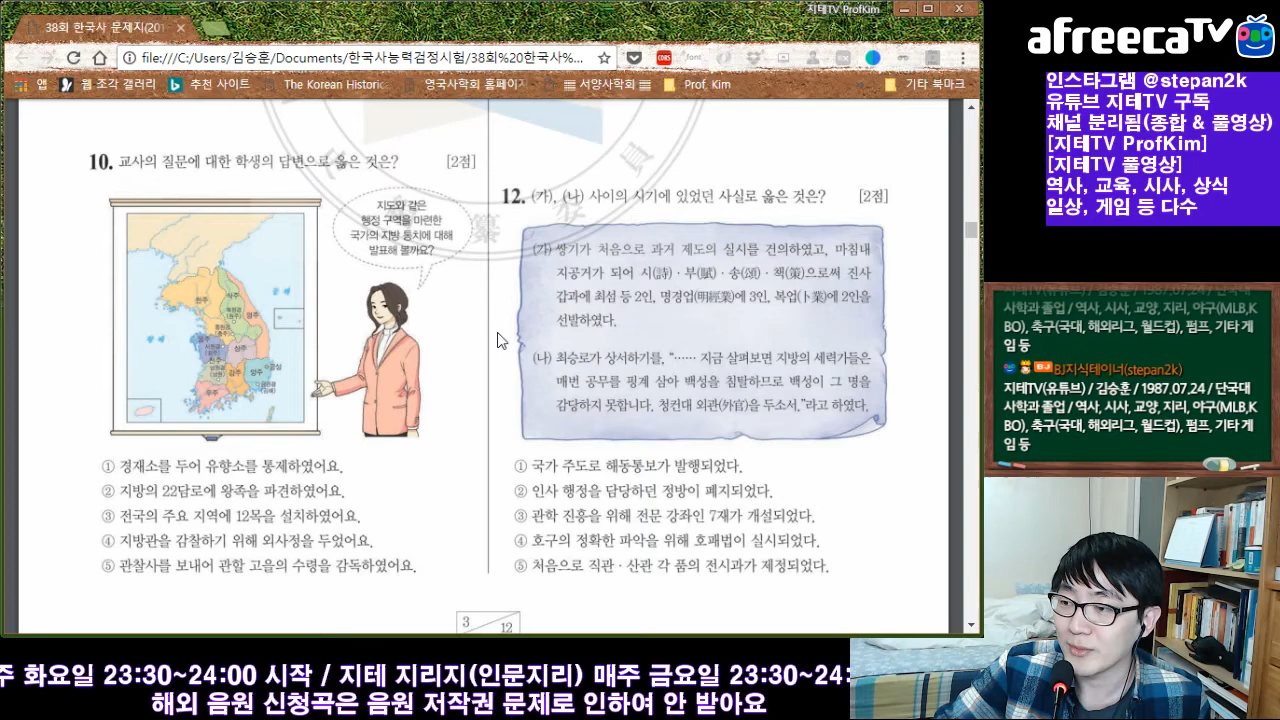 38회 한국사 문제지(201
지테TV ProfKim
file:///C:/Users/김승훈/Documents/한국사능력검정시험/38회%20한국사%...
앱
웹 조각 갤러리
추천 사이트
The Korean Historic
영국사학회 홈페이지
서양사학회
Prof. Kim
기타 북마크
10. 교사의 질문에 대한 학생의 답변으로 옳은 것은? [2점]
지도와 같은
행정 구역을 마련한
국가의 지방 통치에 대해
발표해 볼까요?
① 경재소를 두어 유향소를 통제하였어요.
② 지방의 22담로에 왕족을 파견하였어요.
③ 전국의 주요 지역에 12목을 설치하였어요.
④ 지방관을 감찰하기 위해 외사정을 두었어요.
⑤ 관찰사를 보내어 관할 고을의 수령을 감독하였어요.
12. (가), (나) 사이의 시기에 있었던 사실로 옳은 것은? [2점]
(가) 쌍기가 처음으로 과거 제도의 실시를 건의하였고, 마침내
지공거가 되어 시(詩)·부(賦)·송(頌)·책(策)으로써 진사
갑과에 최섬 등 2인, 명경업(明經業)에 3인, 복업(卜業)에 2인을
선발하였다.
(나) 최승로가 상서하기를, “…… 지금 살펴보면 지방의 세력가들은
매번 공무를 핑계 삼아 백성을 침탈하므로 백성이 그 명을
감당하지 못합니다. 청컨대 외관(外官)을 두소서.”라고 하였다.
① 국가 주도로 해동통보가 발행되었다.
② 인사 행정을 담당하던 정방이 폐지되었다.
③ 관학 진흥을 위해 전문 강좌인 7재가 개설되었다.
④ 호구의 정확한 파악을 위해 호패법이 실시되었다.
⑤ 처음으로 직관·산관 각 품의 전시과가 제정되었다.
3
12
afreecaTV
인스타그램 @stepan2k
유튜브 지테TV 구독
채널 분리됨(종합 & 풀영상)
[지테TV ProfKim]
[지테TV 풀영상]
역사, 교육, 시사, 상식
일상, 게임 등 다수
사학과 졸업 / 역사, 시사, 교양, 지리, 야구(MLB,K
BO), 축구(국대, 해외리그, 월드컵), 펌프, 기타 게
임 등
BJ지식테이너(stepan2k)
지테TV(유튜브) / 김승훈 / 1987.07.24 / 단국대
사학과 졸업 / 역사, 시사, 교양, 지리, 야구(MLB,K
BO), 축구(국대, 해외리그, 월드컵), 펌프, 기타 게
임 등
주 화요일 23:30~24:00 시작 / 지테 지리지(인문지리) 매주 금요일 23:30~24:
해외 음원 신청곡은 음원 저작권 문제로 인하여 안 받아요